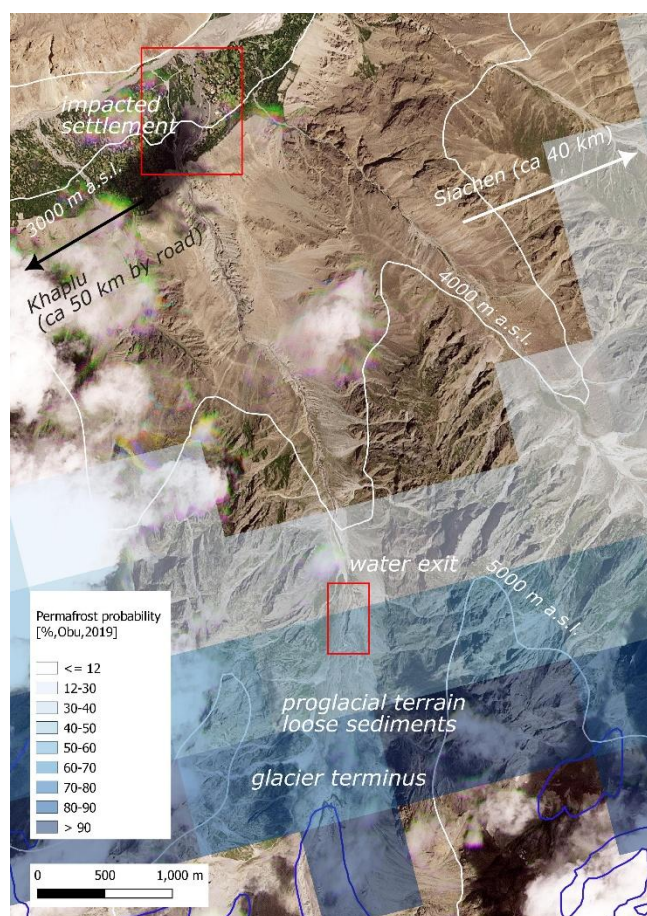 impacted
settlement
3000 m a.s.l.
Siachen (ca 40 km)
Khaplu
(ca 50 km by road)
4000 m a.s.l.
water exit
5000 m a.s.l.
Permafrost probability
[%,Obu,2019]
<= 12
12-30
30-40
40-50
50-60
60-70
70-80
80-90
> 90
proglacial terrain
loose sediments
glacier terminus
0 500 1,000 m